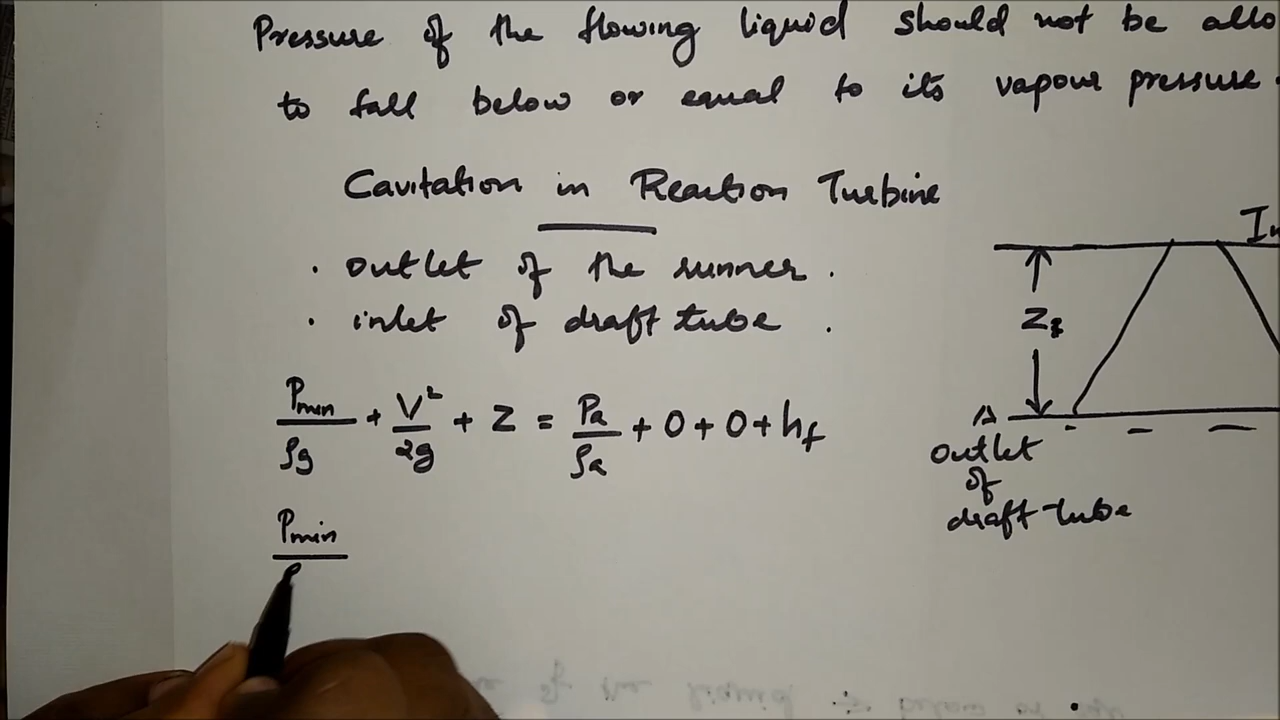 Pressure of the flowing liquid should not be allo
to fall below or equal to its vapour pressure.
Cavitation in Reaction Turbine
· outlet of the runner.
· inlet of draft tube.
Pmin/ρg + V²/2g + Z = Pa/ρa + 0 + 0 + hf
Pmin/ρ
In
Zs
A
outlet
of
draft-tube